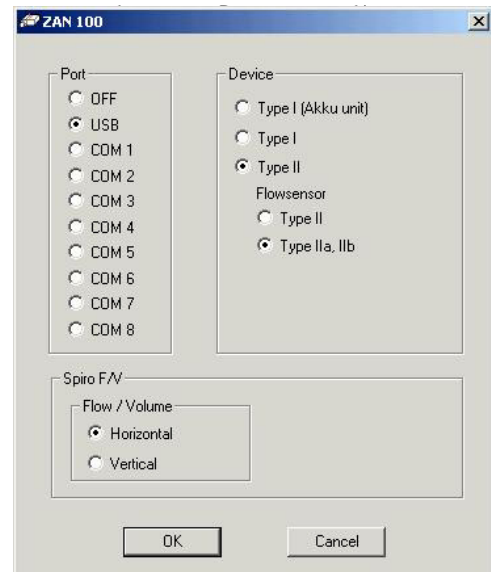 ZAN 100
Port
OFF
USB
COM 1
COM 2
COM 3
COM 4
COM 5
COM 6
COM 7
COM 8
Device
Type I (Akku unit)
Type I
Type II
Flowsensor
Type II
Type IIa, IIb
Spiro F/V
Flow / Volume
Horizontal
Vertical
OK
Cancel